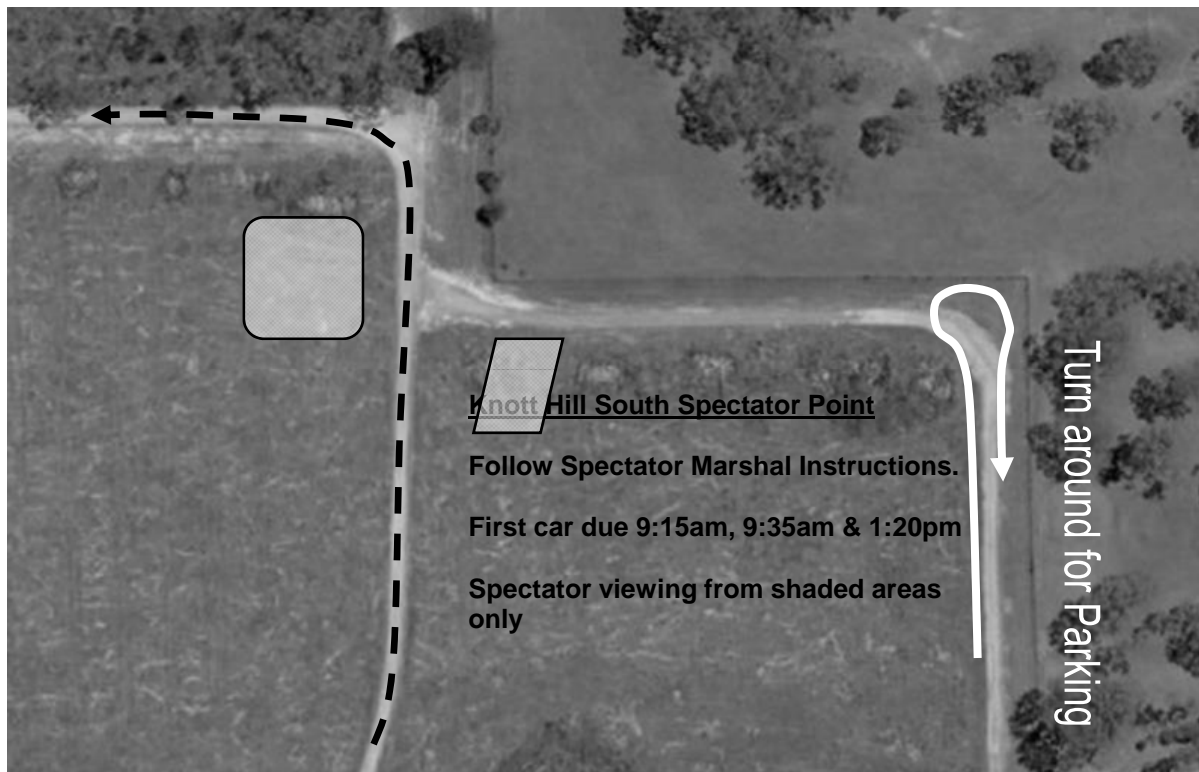 Knott Hill South Spectator Point
Follow Spectator Marshal Instructions.
First car due 9:15am, 9:35am & 1:20pm
Spectator viewing from shaded areas
only
Turn around for Parking